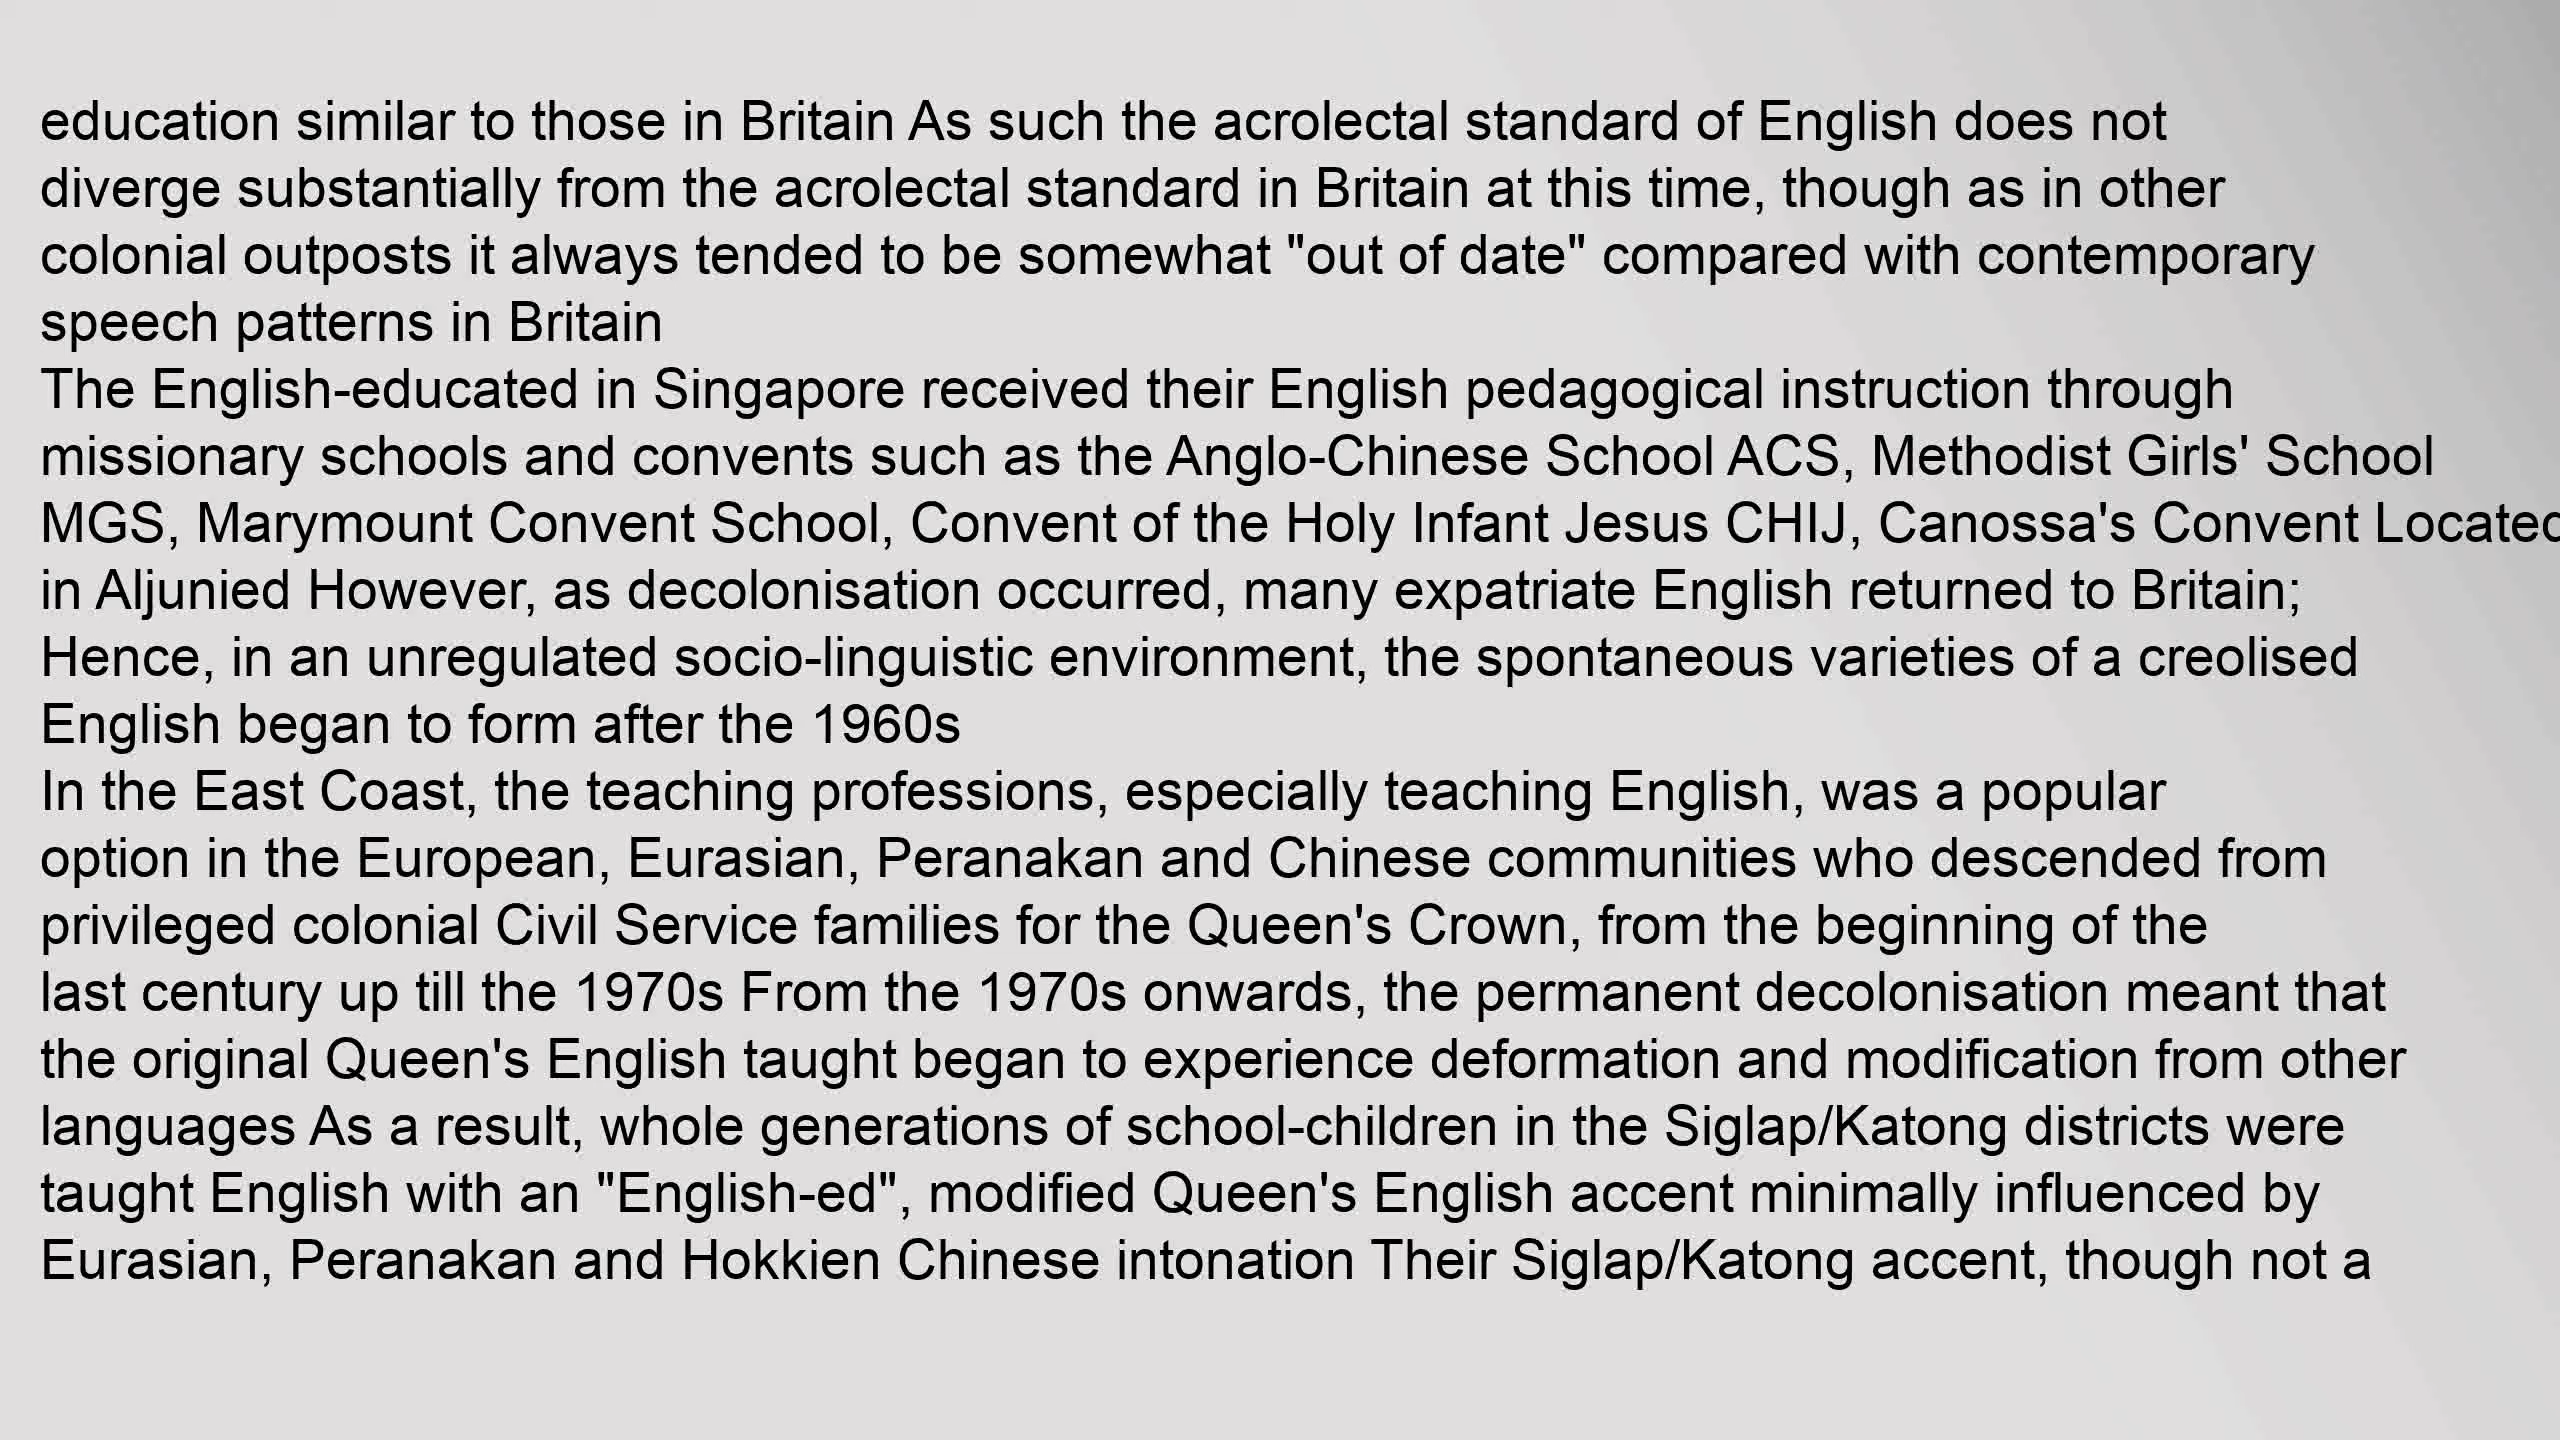 education similar to those in Britain As such the acrolectal standard of English does not
diverge substantially from the acrolectal standard in Britain at this time, though as in other
colonial outposts it always tended to be somewhat "out of date" compared with contemporary
speech patterns in Britain
The English-educated in Singapore received their English pedagogical instruction through
missionary schools and convents such as the Anglo-Chinese School ACS, Methodist Girls' School
MGS, Marymount Convent School, Convent of the Holy Infant Jesus CHIJ, Canossa's Convent Located
in Aljunied However, as decolonisation occurred, many expatriate English returned to Britain;
Hence, in an unregulated socio-linguistic environment, the spontaneous varieties of a creolised
English began to form after the 1960s
In the East Coast, the teaching professions, especially teaching English, was a popular
option in the European, Eurasian, Peranakan and Chinese communities who descended from
privileged colonial Civil Service families for the Queen's Crown, from the beginning of the
last century up till the 1970s From the 1970s onwards, the permanent decolonisation meant that
the original Queen's English taught began to experience deformation and modification from other
languages As a result, whole generations of school-children in the Siglap/Katong districts were
taught English with an "English-ed", modified Queen's English accent minimally influenced by
Eurasian, Peranakan and Hokkien Chinese intonation Their Siglap/Katong accent, though not a